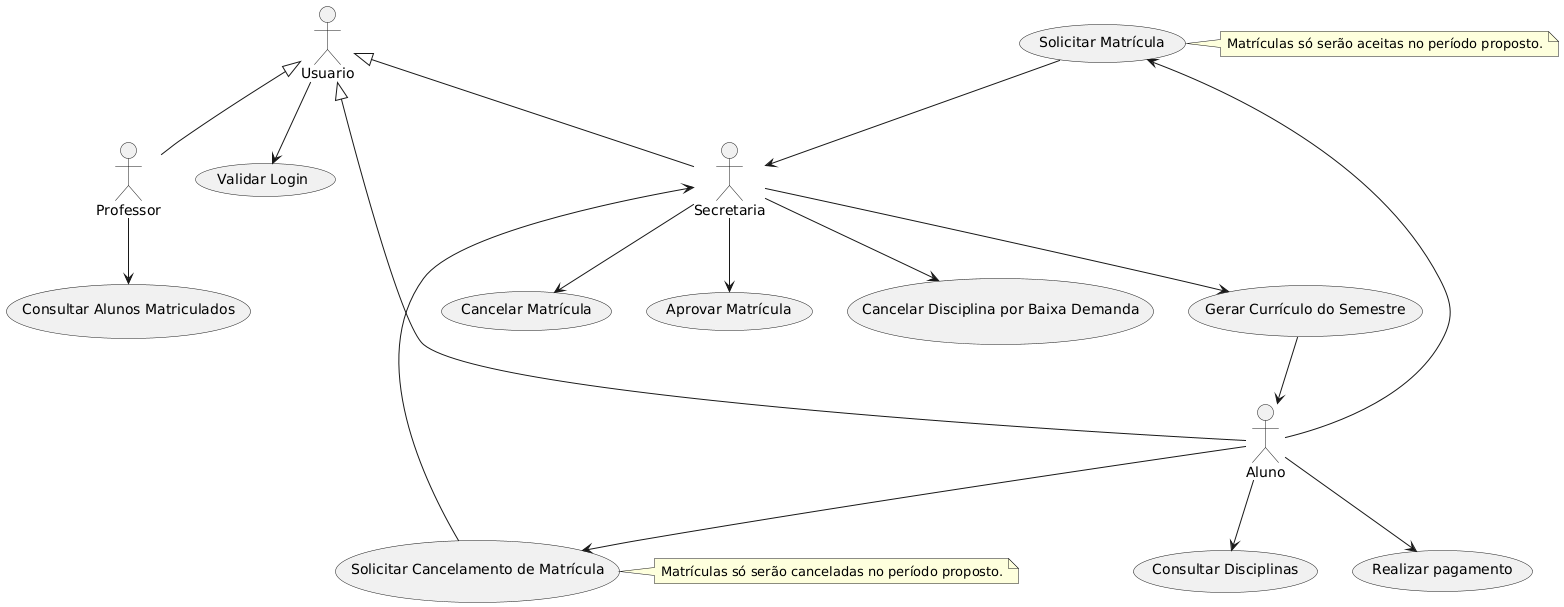 Solicitar Matrícula
Matrículas só serão aceitas no período proposto.
Usuario
Validar Login
Professor
Secretaria
Consultar Alunos Matriculados
Cancelar Matrícula
Aprovar Matrícula
Cancelar Disciplina por Baixa Demanda
Gerar Currículo do Semestre
Aluno
Solicitar Cancelamento de Matrícula
Matrículas só serão canceladas no período proposto.
Consultar Disciplinas
Realizar pagamento